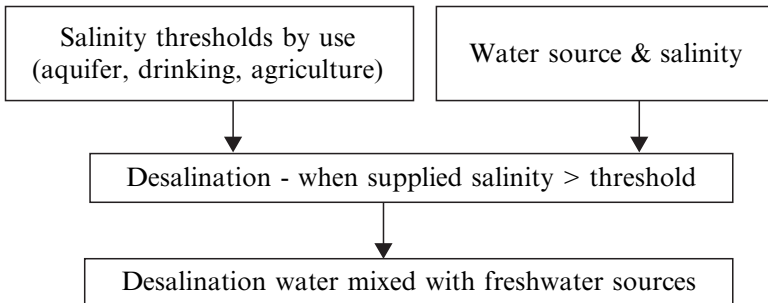 Salinity thresholds by use
(aquifer, drinking, agriculture)
Water source & salinity
Desalination - when supplied salinity > threshold
Desalination water mixed with freshwater sources